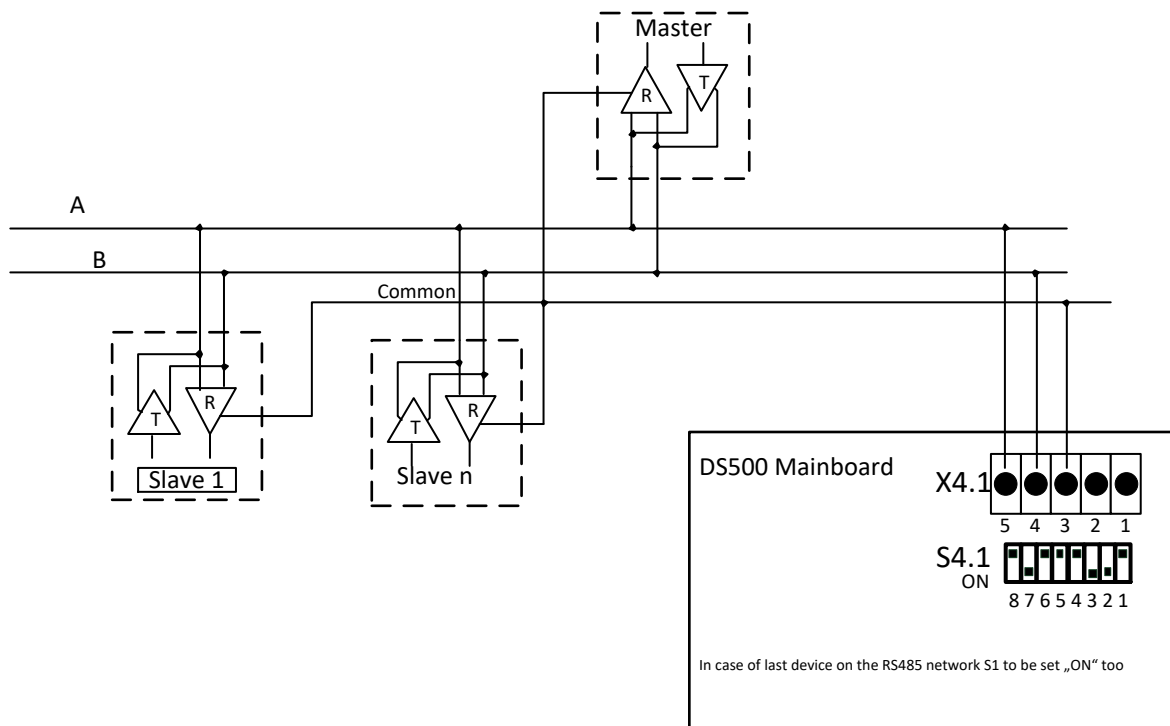 Master
R
T
A
B
Common
T
R
Slave 1
T
R
Slave n
DS500 Mainboard
X4.1
5 4 3 2 1
S4.1
ON
8 7 6 5 4 3 2 1
In case of last device on the RS485 network S1 to be set „ON“ too